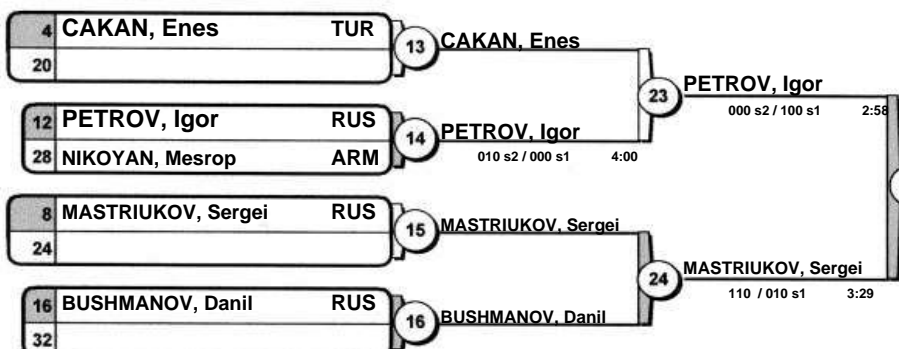 4 CAKAN, Enes TUR
20
13 CAKAN, Enes
12 PETROV, Igor RUS
28 NIKOYAN, Mesrop ARM
14 PETROV, Igor
010 s2 / 000 s1 4:00
23 PETROV, Igor
000 s2 / 100 s1 2:58
8 MASTRIUKOV, Sergei RUS
24
15 MASTRIUKOV, Sergei
16 BUSHMANOV, Danil RUS
32
16 BUSHMANOV, Danil
24 MASTRIUKOV, Sergei
110 / 010 s1 3:29